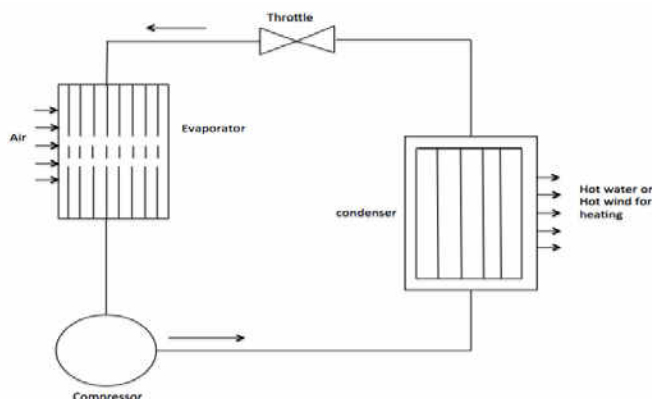 Throttle
Air
Evaporator
condenser
Hot water or
Hot wind for
heating
Compressor